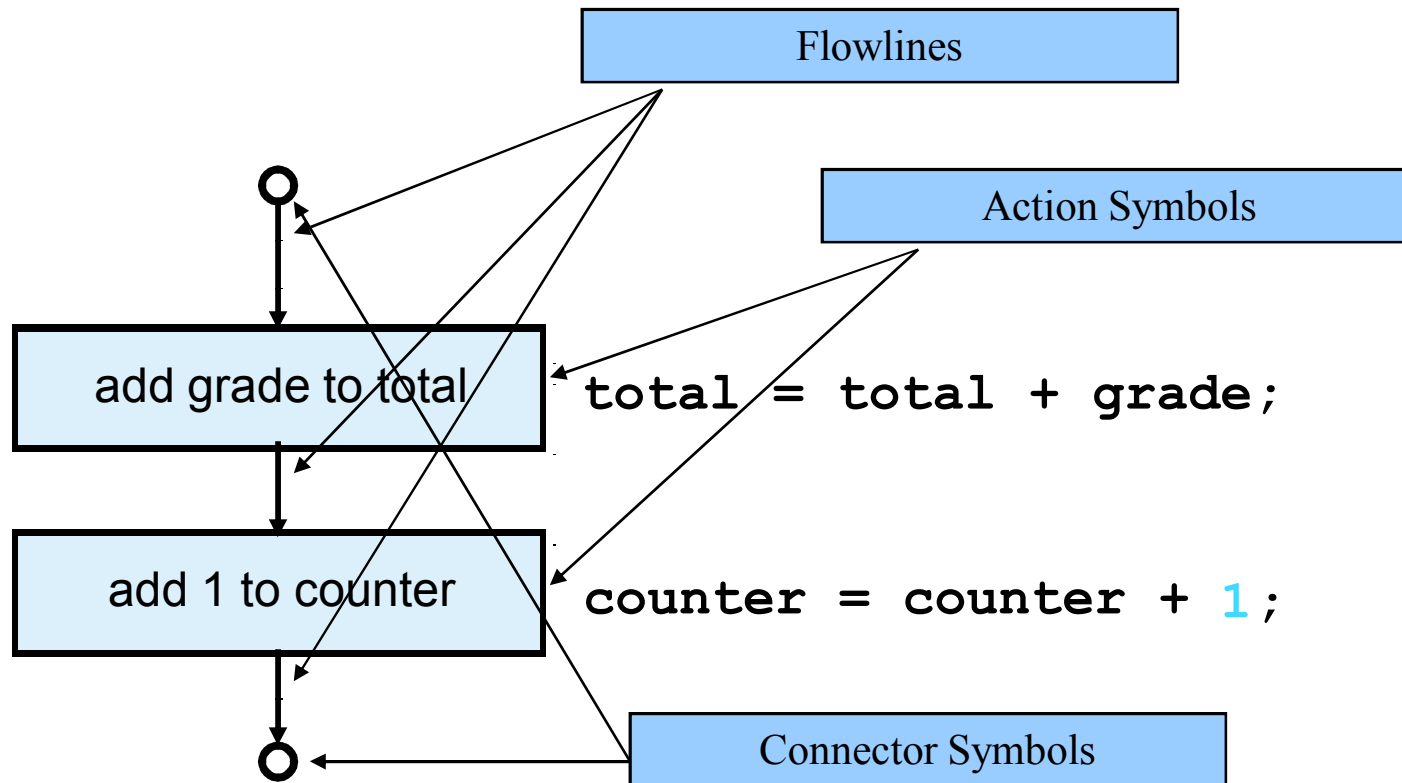 Flowlines
Action Symbols
add grade to total
total = total + grade;
add 1 to counter
counter = counter + 1;
Connector Symbols